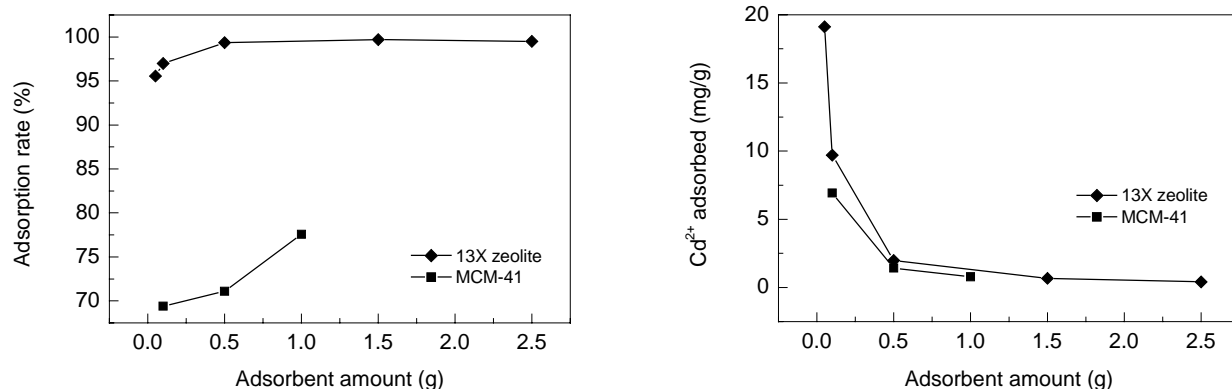 Adsorption rate (%)
100
95
90
85
80
75
70
0.0 0.5 1.0 1.5 2.0 2.5
Adsorbent amount (g)
13X zeolite
MCM-41
Cd²⁺ adsorbed (mg/g)
20
15
10
5
0
0.0 0.5 1.0 1.5 2.0 2.5
Adsorbent amount (g)
13X zeolite
MCM-41